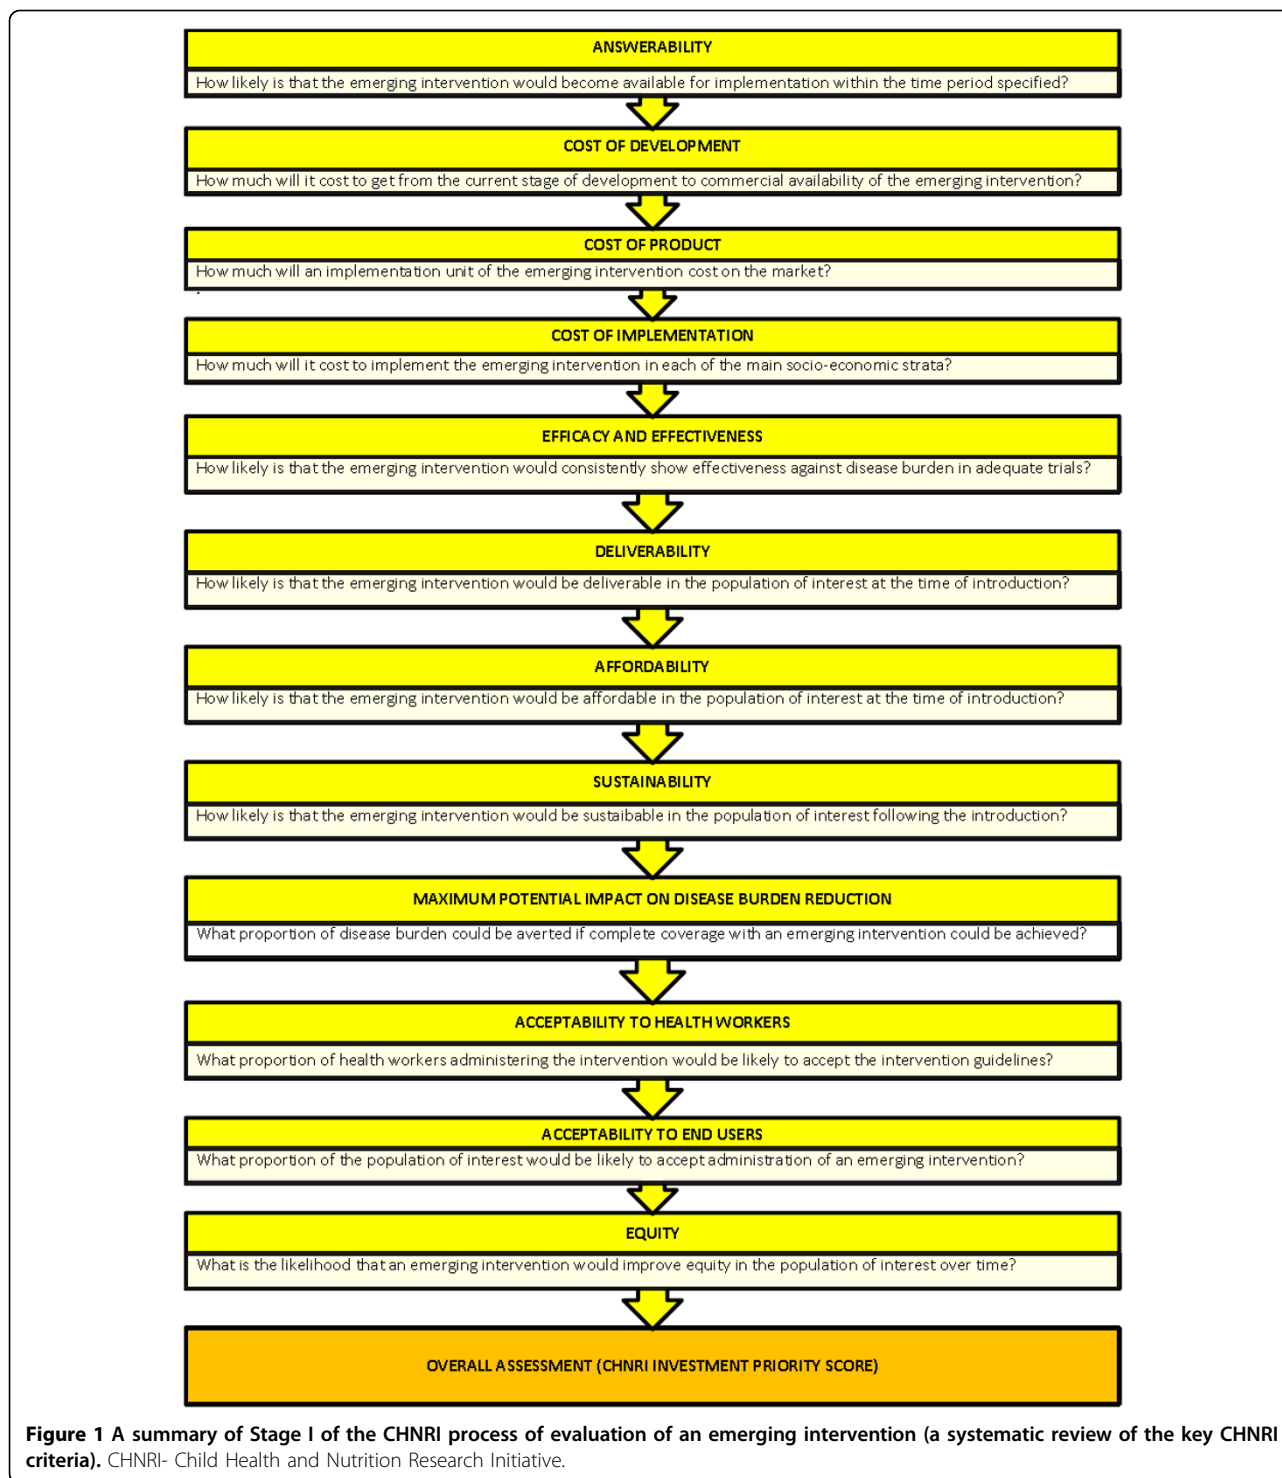 ANSWERABILITY
How likely is that the emerging intervention would become available for implementation within the time period specified?
COST OF DEVELOPMENT
How much will it cost to get from the current stage of development to commercial availability of the emerging intervention?
COST OF PRODUCT
How much will an implementation unit of the emerging intervention cost on the market?
.
COST OF IMPLEMENTATION
How much will it cost to implement the emerging intervention in each of the main socio-economic strata?
EFFICACY AND EFFECTIVENESS
How likely is that the emerging intervention would consistently show effectiveness against disease burden in adequate trials?
DELIVERABILITY
How likely is that the emerging intervention would be deliverable in the population of interest at the time of introduction?
AFFORDABILITY
How likely is that the emerging intervention would be affordable in the population of interest at the time of introduction?
SUSTAINABILITY
How likely is that the emerging intervention would be sustaibable in the population of interest following the introduction?
MAXIMUM POTENTIAL IMPACT ON DISEASE BURDEN REDUCTION
What proportion of disease burden could be averted if complete coverage with an emerging intervention could be achieved?
ACCEPTABILITY TO HEALTH WORKERS
What proportion of health workers administering the intervention would be likely to accept the intervention guidelines?
ACCEPTABILITY TO END USERS
What proportion of the population of interest would be likely to accept administration of an emerging intervention?
EQUITY
What is the likelihood that an emerging intervention would improve equity in the population of interest over time?
OVERALL ASSESSMENT (CHNRI INVESTMENT PRIORITY SCORE)
Figure 1 A summary of Stage I of the CHNRI process of evaluation of an emerging intervention (a systematic review of the key CHNRI
criteria). CHNRI- Child Health and Nutrition Research Initiative.